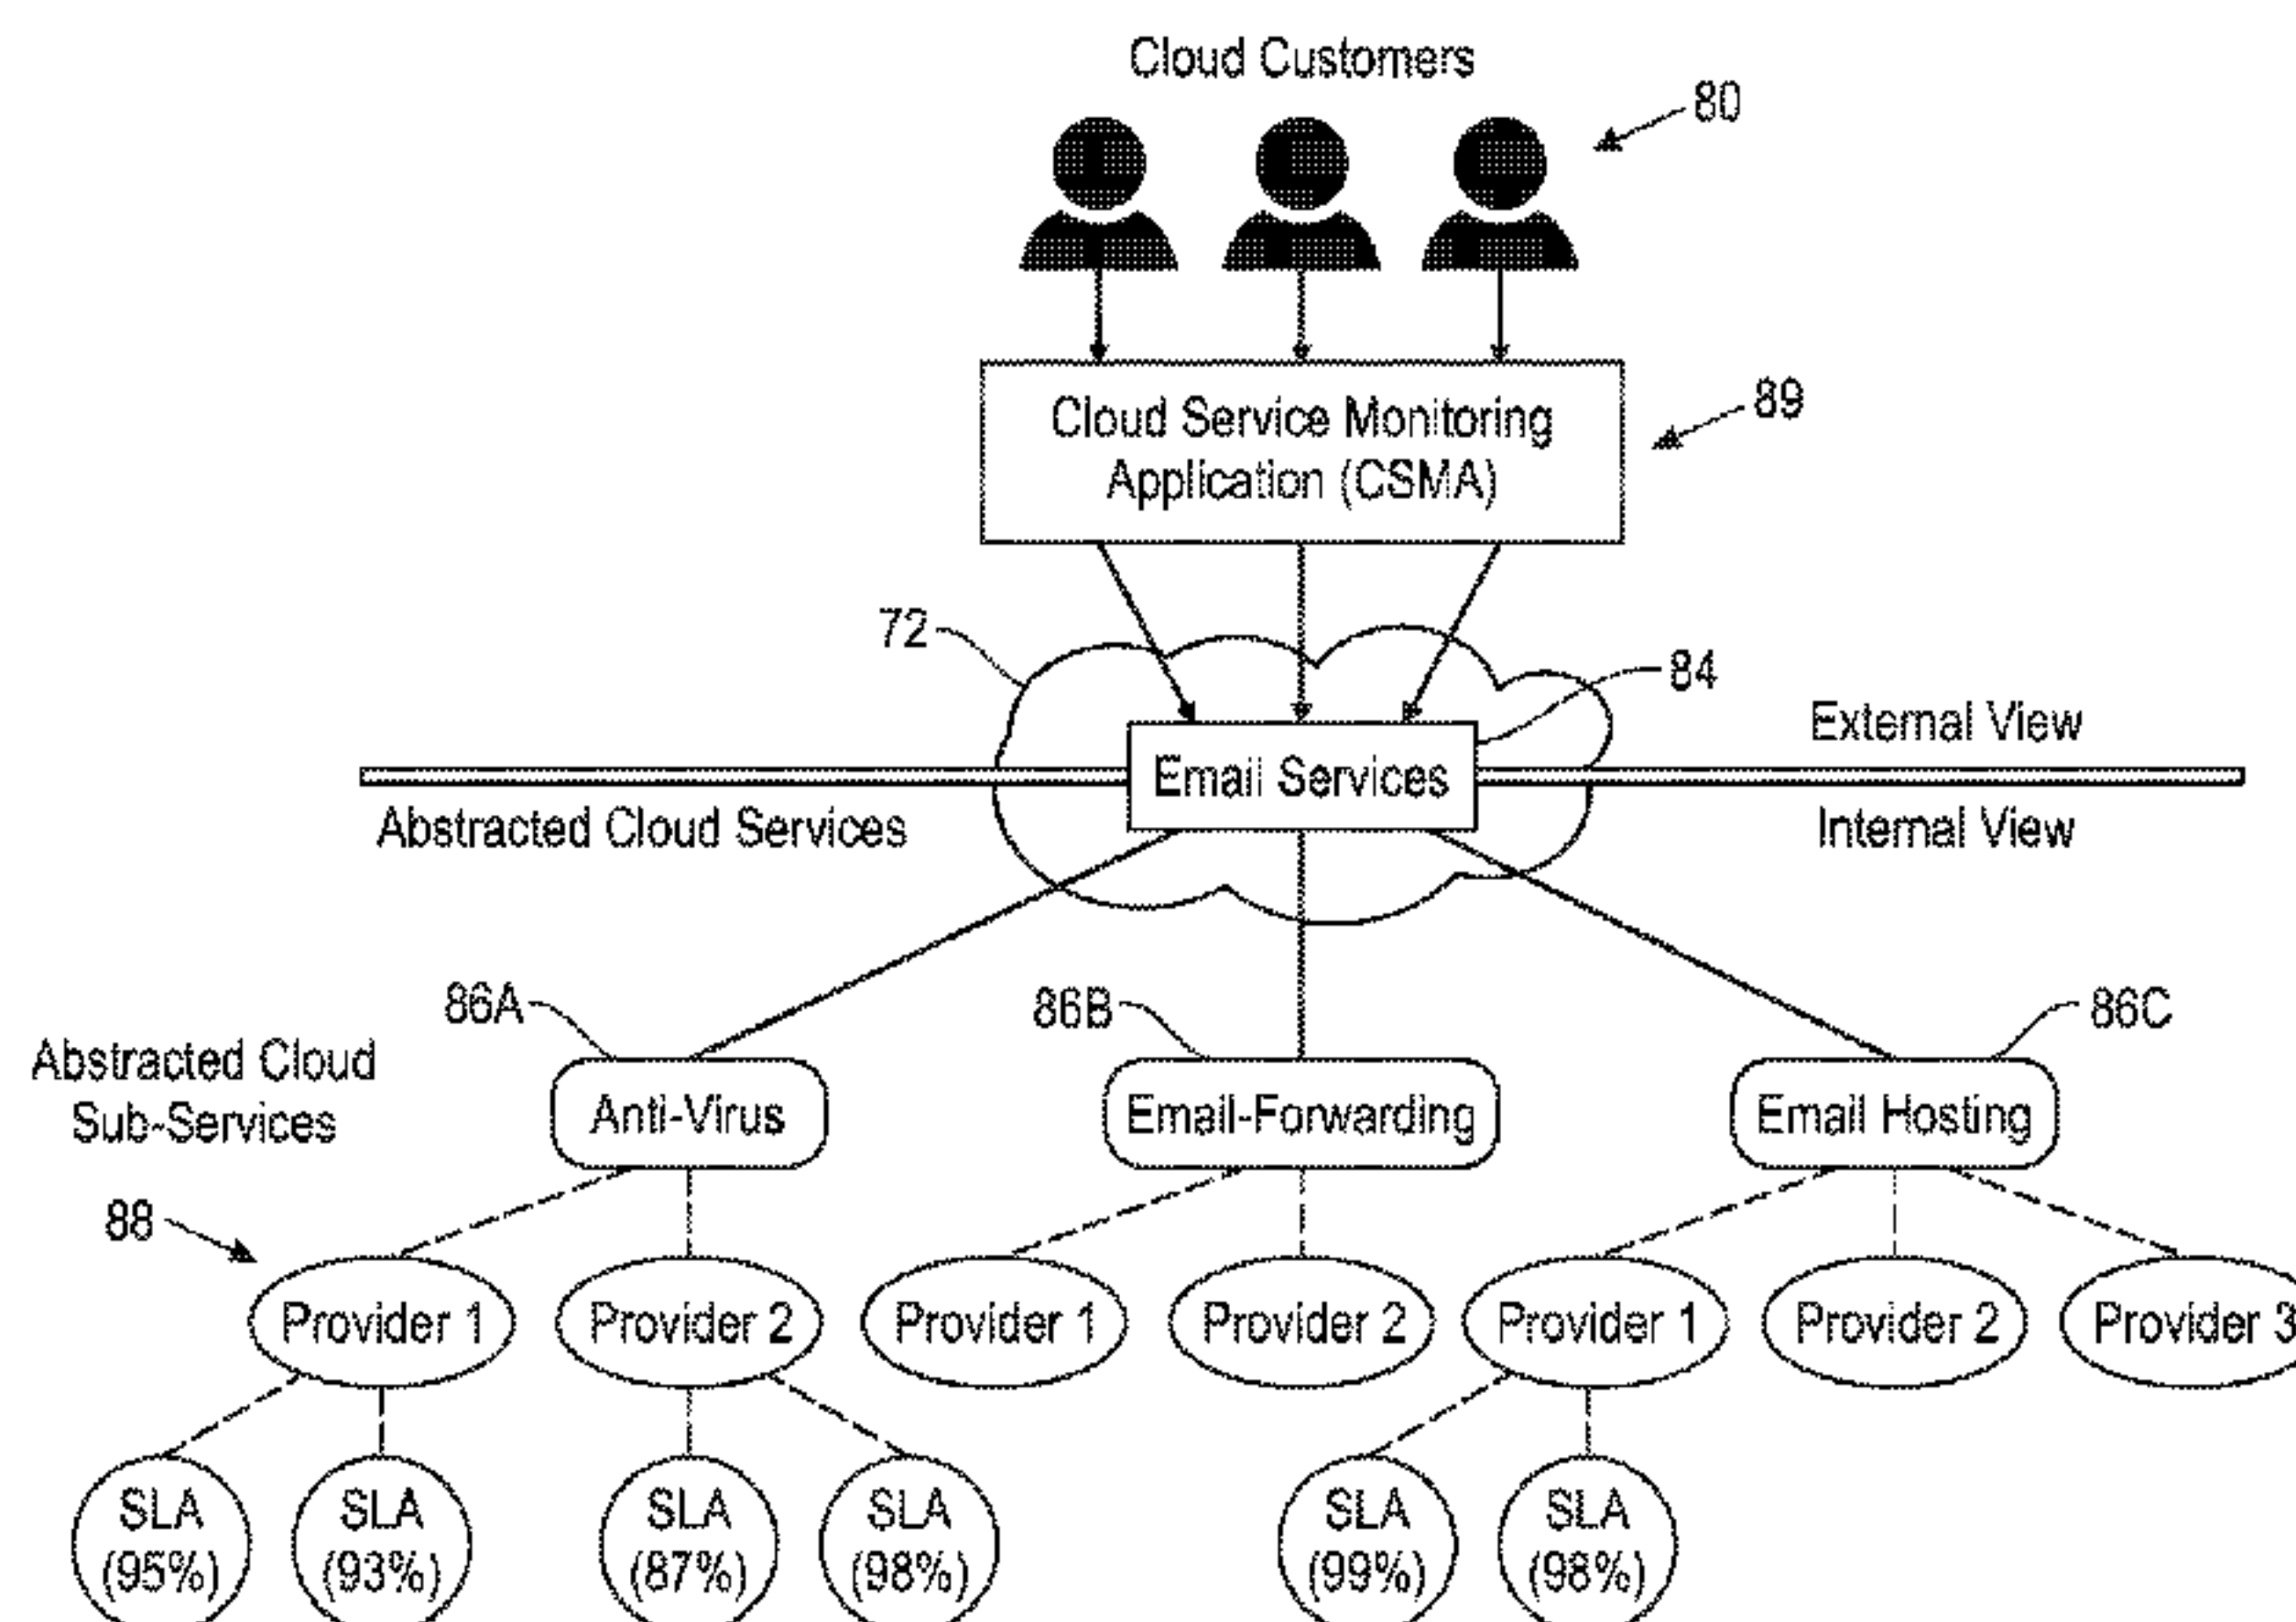 Cloud Customers
80
Cloud Service Monitoring
Application (CSMA)
89
72
84
External View
Email Services
Abstracted Cloud Services
Internal View
86A
86B
86C
Abstracted Cloud
Sub-Services
Anti-Virus
Email-Forwarding
Email Hosting
88
Provider 1
Provider 2
Provider 1
Provider 2
Provider 1
Provider 2
Provider 3
SLA
(95%)
SLA
(93%)
SLA
(87%)
SLA
(98%)
SLA
(99%)
SLA
(98%)